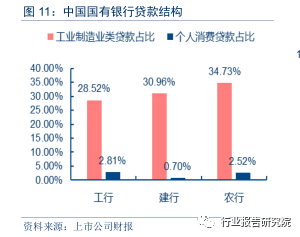 图 11：中国国有银行贷款结构
工业制造业类贷款占比 个人消费贷款占比
1
40.00%
35.00%
30.00%
25.00%
20.00%
15.00%
10.00%
5.00%
0.00%
28.52% 30.96% 34.73%
2.81% 0.70% 2.52%
工行 建行 农行
资料来源：上市公司财报
行业报告研究院